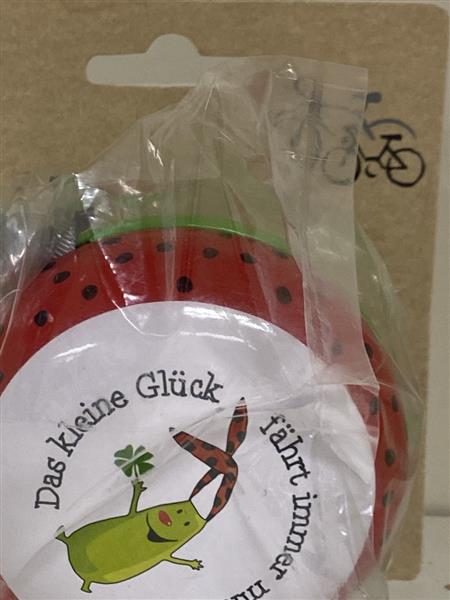 Das kleine Glück
fährt immer